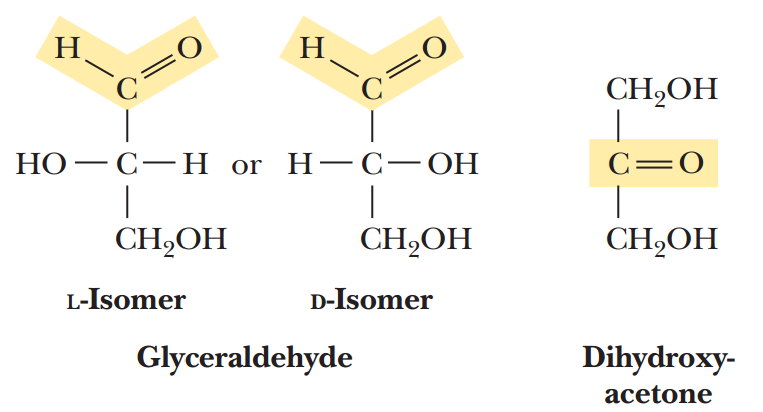 H O H O
C C CH₂OH
HO — C — H or H — C — OH C = O
CH₂OH CH₂OH CH₂OH
L-Isomer D-Isomer
Glyceraldehyde Dihydroxy-
acetone